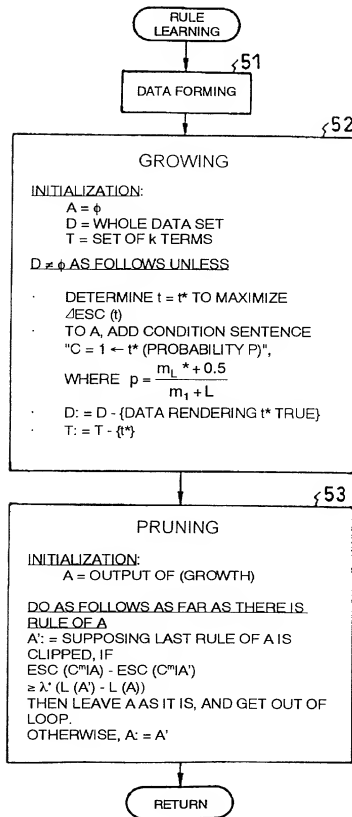 RULE
LEARNING
51
DATA FORMING
52
GROWING
INITIALIZATION:
A = ϕ
D = WHOLE DATA SET
T = SET OF k TERMS
D ≠ ϕ AS FOLLOWS UNLESS
· DETERMINE t = t* TO MAXIMIZE
ΔESC (t)
· TO A, ADD CONDITION SENTENCE
"C = 1 ← t* (PROBABILITY P)",
WHERE p = (m_L* + 0.5) / (m_1 + L)
· D: = D - {DATA RENDERING t* TRUE}
· T: = T - {t*}
53
PRUNING
INITIALIZATION:
A = OUTPUT OF (GROWTH)
DO AS FOLLOWS AS FAR AS THERE IS
RULE OF A
A': = SUPPOSING LAST RULE OF A IS
CLIPPED, IF
ESC (C^m|A) - ESC (C^m|A')
≥ λ* (L (A') - L (A))
THEN LEAVE A AS IT IS, AND GET OUT OF
LOOP.
OTHERWISE, A: = A'
RETURN